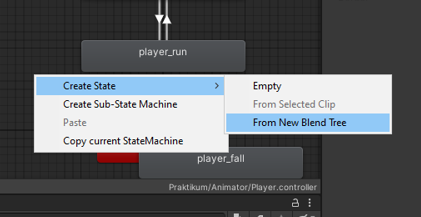 player_run
Create State
Create Sub-State Machine
Paste
Copy current StateMachine
Empty
From Selected Clip
From New Blend Tree
player_fall
Praktikum/Animator/Player.controller